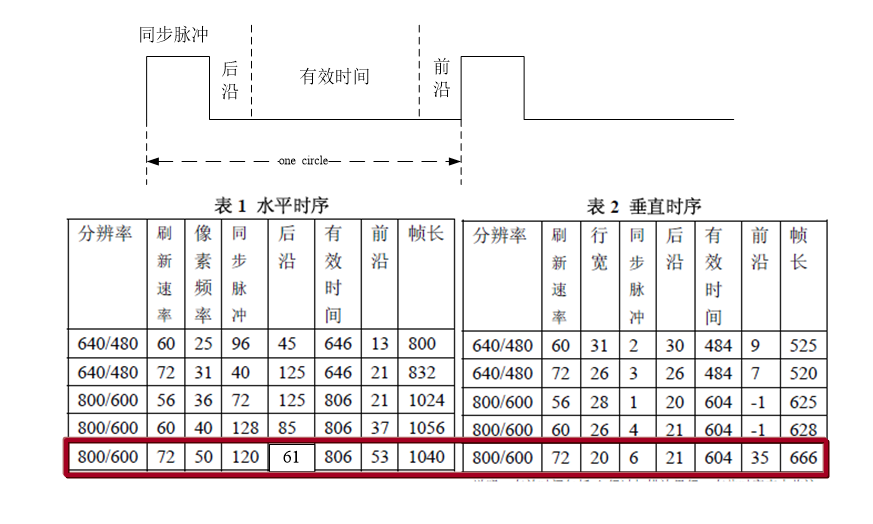 同步脉冲
后沿
有效时间
前沿
one circle
表 1 水平时序
分辨率 刷新速率 像素频率 同步脉冲 后沿 有效时间 前沿 帧长
640/480 60 25 96 45 646 13 800
640/480 72 31 40 125 646 21 832
800/600 56 36 72 125 806 21 1024
800/600 60 40 128 85 806 37 1056
800/600 72 50 120 61 806 53 1040
表 2 垂直时序
分辨率 刷新速率 行宽 同步脉冲 后沿 有效时间 前沿 帧长
640/480 60 31 2 30 484 9 525
640/480 72 26 3 26 484 7 520
800/600 56 28 1 20 604 -1 625
800/600 60 26 4 21 604 -1 628
800/600 72 20 6 21 604 35 666